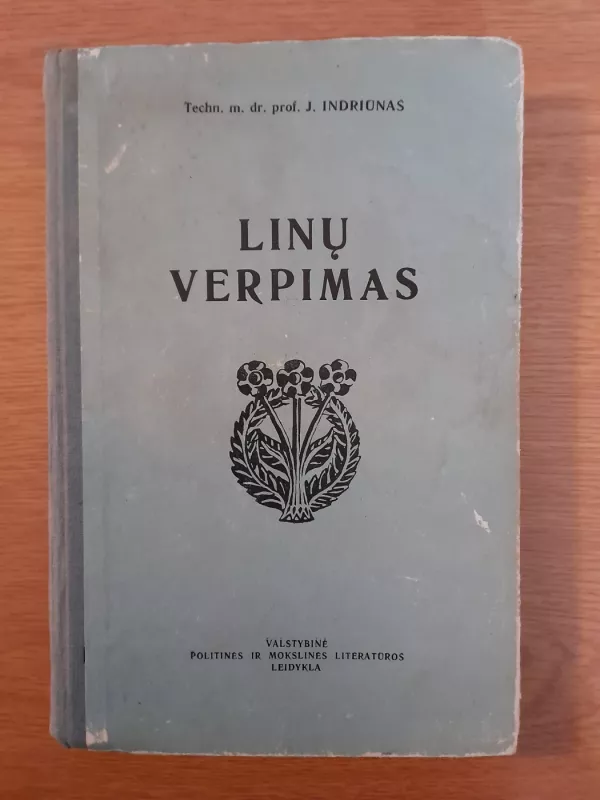 Techn. m. dr. prof. J. INDRIŪNAS
LINŲ
VERPIMAS
VALSTYBINĖ
POLITINĖS IR MOKSLINĖS LITERATŪROS
LEIDYKLA